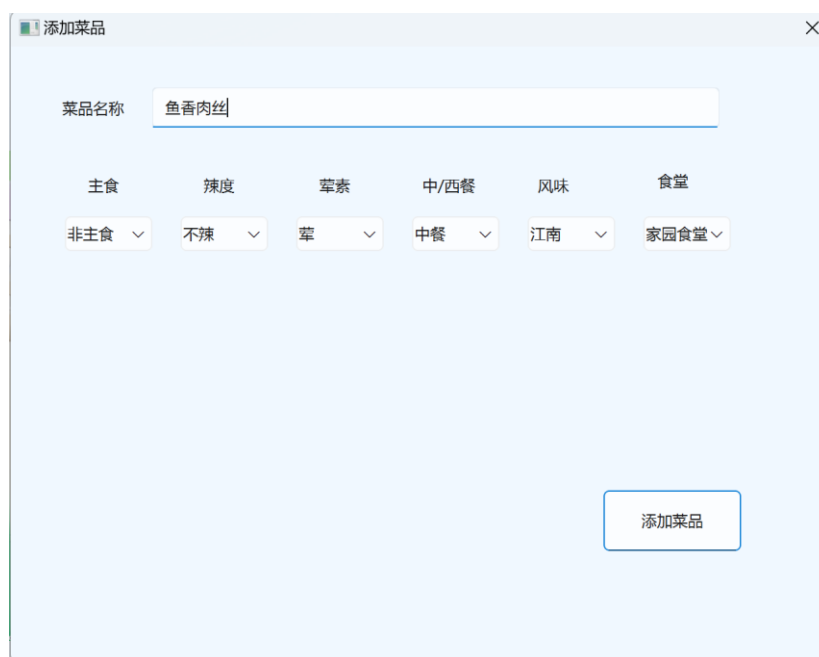 添加菜品
菜品名称 鱼香肉丝
主食 辣度 荤素 中/西餐 风味 食堂
非主食 不辣 荤 中餐 江南 家园食堂
添加菜品